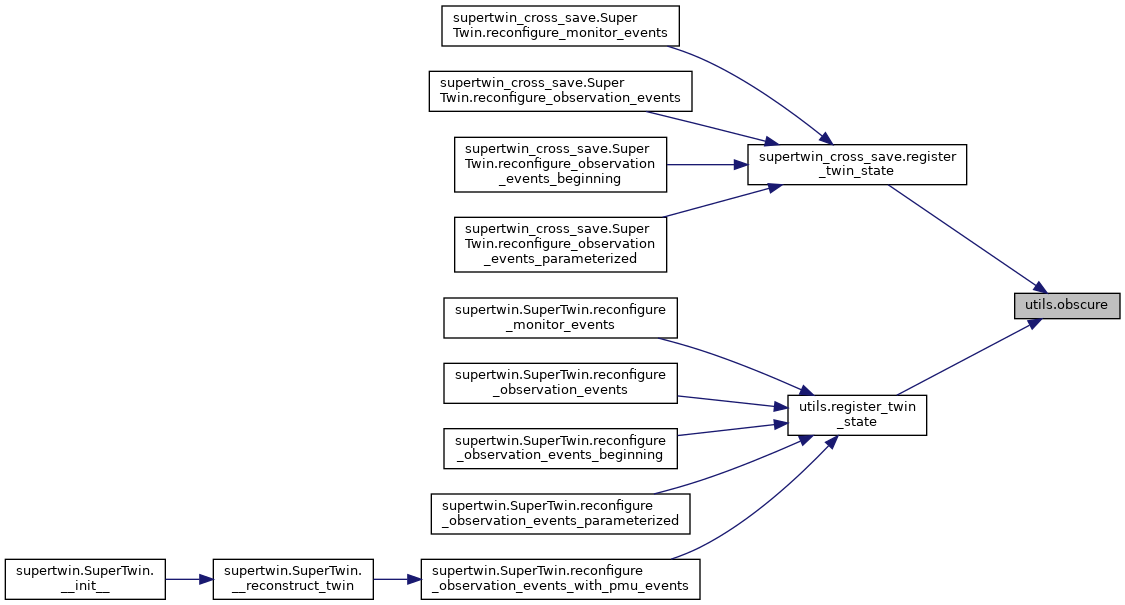 supertwin_cross_save.Super
Twin.reconfigure_monitor_events
supertwin_cross_save.Super
Twin.reconfigure_observation_events
supertwin_cross_save.Super
Twin.reconfigure_observation
_events_beginning
supertwin_cross_save.register
_twin_state
supertwin_cross_save.Super
Twin.reconfigure_observation
_events_parameterized
utils.obscure
supertwin.SuperTwin.reconfigure
_monitor_events
supertwin.SuperTwin.reconfigure
_observation_events
utils.register_twin
_state
supertwin.SuperTwin.reconfigure
_observation_events_beginning
supertwin.SuperTwin.reconfigure
_observation_events_parameterized
supertwin.SuperTwin.
__init__
supertwin.SuperTwin.
__reconstruct_twin
supertwin.SuperTwin.reconfigure
_observation_events_with_pmu_events